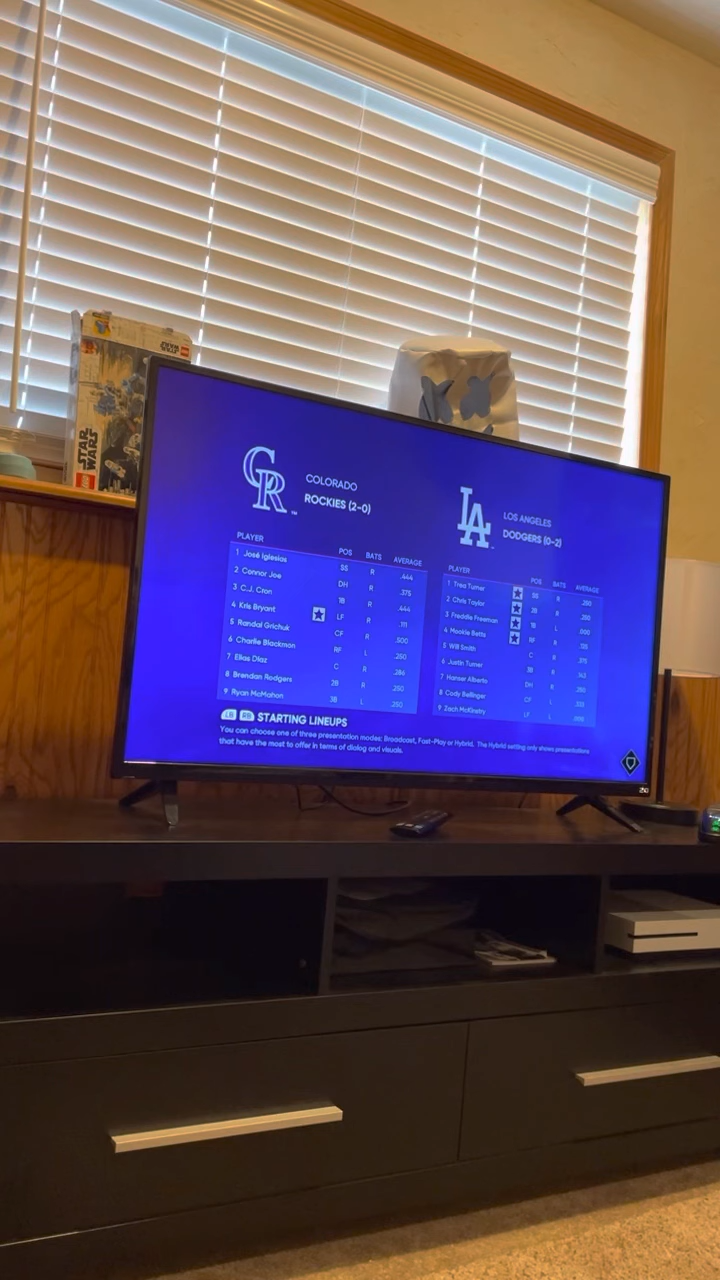 COLORADO
ROCKIES (2-0)
LOS ANGELES
DODGERS (0-2)
PLAYER POS BATS AVERAGE
1 José Iglesias SS R .444
2 Connor Joe DH R .375
3 C.J. Cron 1B R .444
4 Kris Bryant LF R .111
5 Randal Grichuk CF R .500
6 Charlie Blackmon RF L .250
7 Elias Díaz C R .286
8 Brendan Rodgers 2B R .250
9 Ryan McMahon 3B L .250
PLAYER POS BATS AVERAGE
1 Trea Turner SS R .250
2 Chris Taylor 2B R .250
3 Freddie Freeman 1B L .000
4 Mookie Betts RF R
5 Will Smith C R
6 Justin Turner 3B R
7 Hanser Alberto DH R .250
8 Cody Bellinger CF L
9 Zach McKinstry LF L
LB RB STARTING LINEUPS
You can choose one of three presentation modes: Broadcast, Fast-Play or Hybrid. The Hybrid setting only shows presentations
that have the most to offer in terms of dialog and visuals.
STAR
WARS
LEGO
STAR
WARS
LEGO